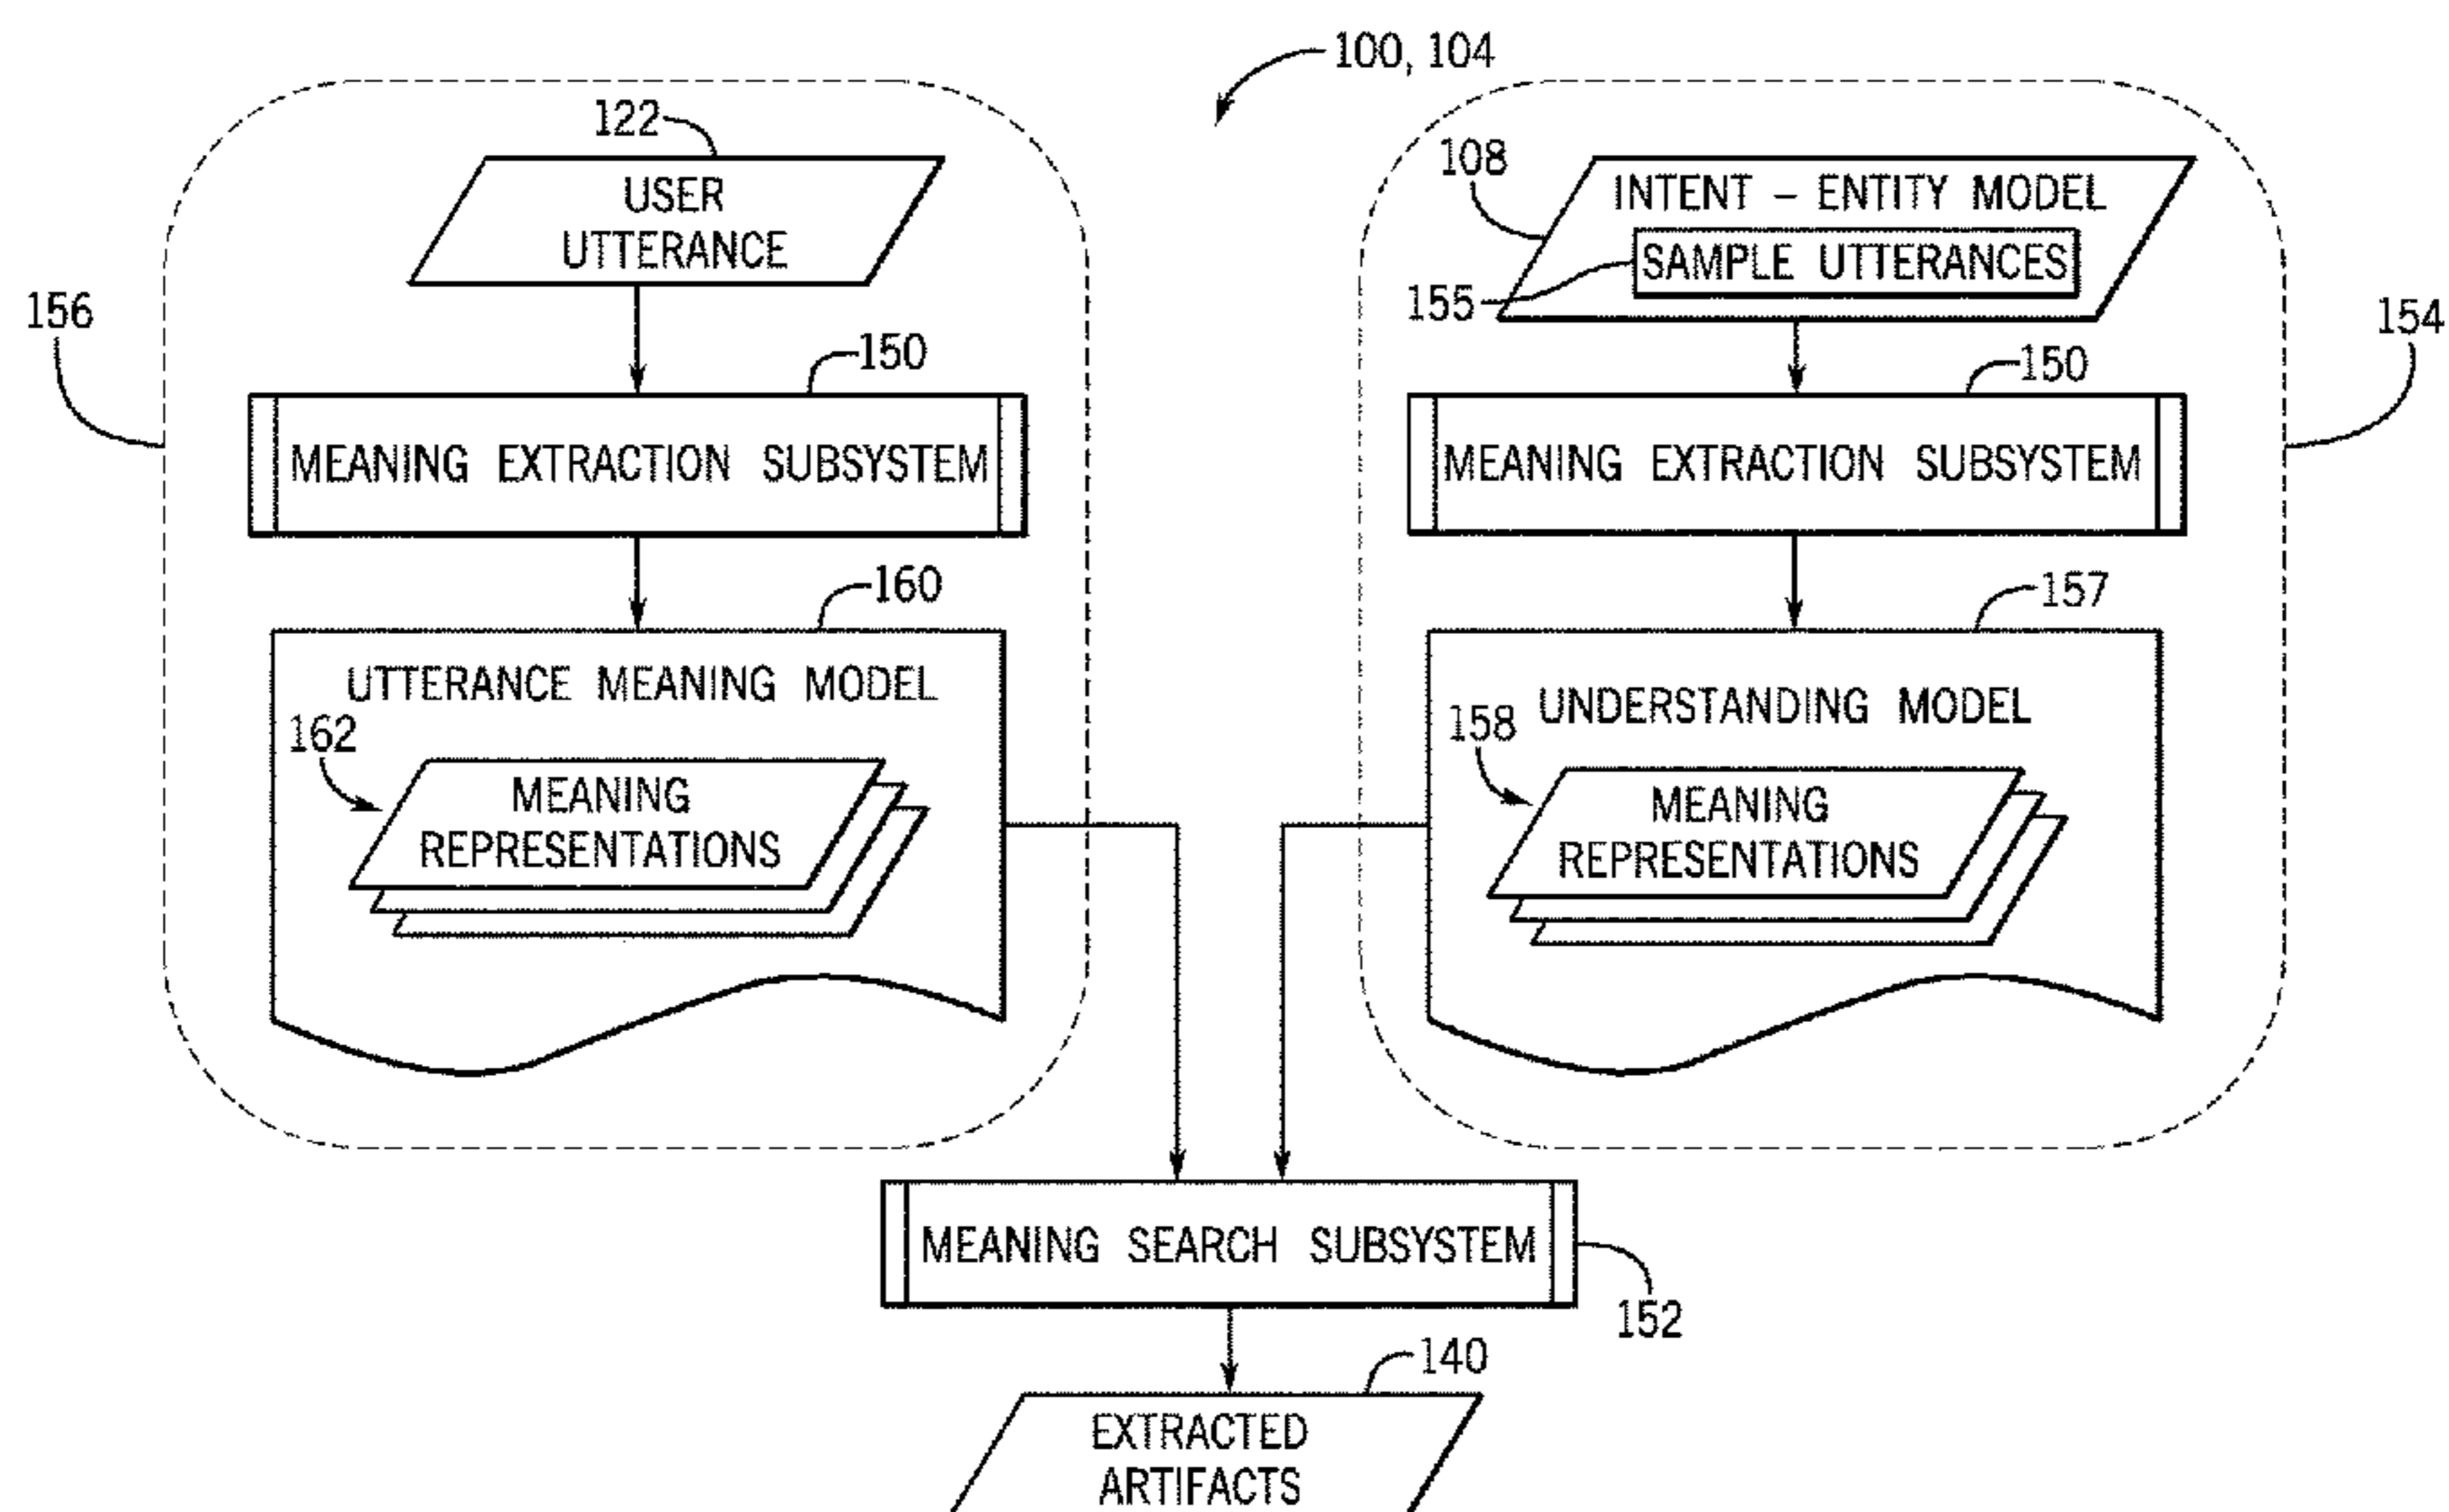 100, 104
122
USER
UTTERANCE
108
INTENT – ENTITY MODEL
SAMPLE UTTERANCES
155
156
154
150
MEANING EXTRACTION SUBSYSTEM
150
MEANING EXTRACTION SUBSYSTEM
160
UTTERANCE MEANING MODEL
162
MEANING
REPRESENTATIONS
157
UNDERSTANDING MODEL
158
MEANING
REPRESENTATIONS
MEANING SEARCH SUBSYSTEM
152
140
EXTRACTED
ARTIFACTS